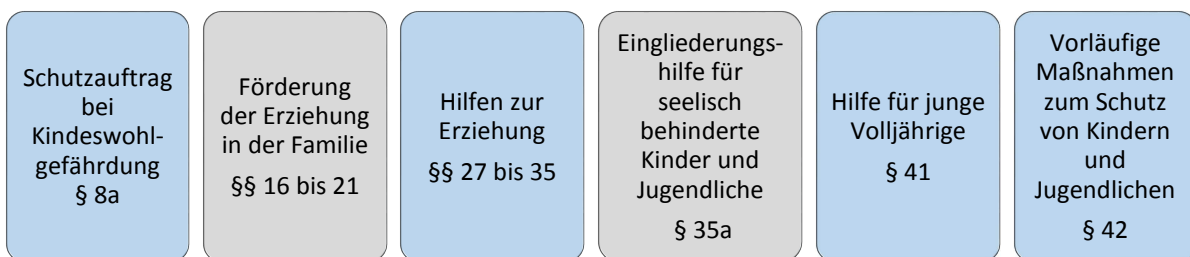 Schutzauftrag
bei
Kindeswohl-
gefährdung
§ 8a
Förderung
der Erziehung
in der Familie
§§ 16 bis 21
Hilfen zur
Erziehung
§§ 27 bis 35
Eingliederungs-
hilfe für
seelisch
behinderte
Kinder und
Jugendliche
§ 35a
Hilfe für junge
Volljährige
§ 41
Vorläufige
Maßnahmen
zum Schutz
von Kindern
und
Jugendlichen
§ 42